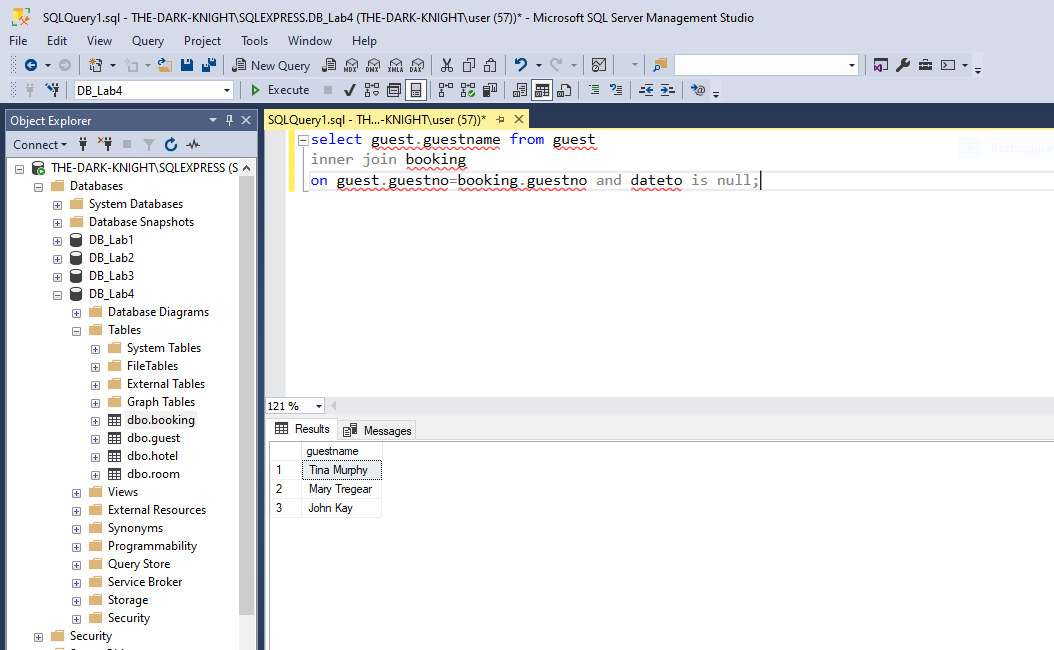 SQLQuery1.sql - THE-DARK-KNIGHT\SQLEXPRESS.DB_Lab4 (THE-DARK-KNIGHT\user (57))* - Microsoft SQL Server Management Studio
File Edit View Query Project Tools Window Help
New Query MDX DMX XMLA DAX
DB_Lab4 Execute
Object Explorer
SQLQuery1.sql - TH...-KNIGHT\user (57))*
Connect
THE-DARK-KNIGHT\SQLEXPRESS (S
Databases
System Databases
Database Snapshots
DB_Lab1
DB_Lab2
DB_Lab3
DB_Lab4
Database Diagrams
Tables
System Tables
FileTables
External Tables
Graph Tables
dbo.booking
dbo.guest
dbo.hotel
dbo.room
Views
External Resources
Synonyms
Programmability
Query Store
Service Broker
Storage
Security
Security
select guest.guestname from guest
inner join booking
on guest.guestno=booking.guestno and dateto is null;
Rectangular
121 %
Results Messages
guestname
1 Tina Murphy
2 Mary Tregear
3 John Kay